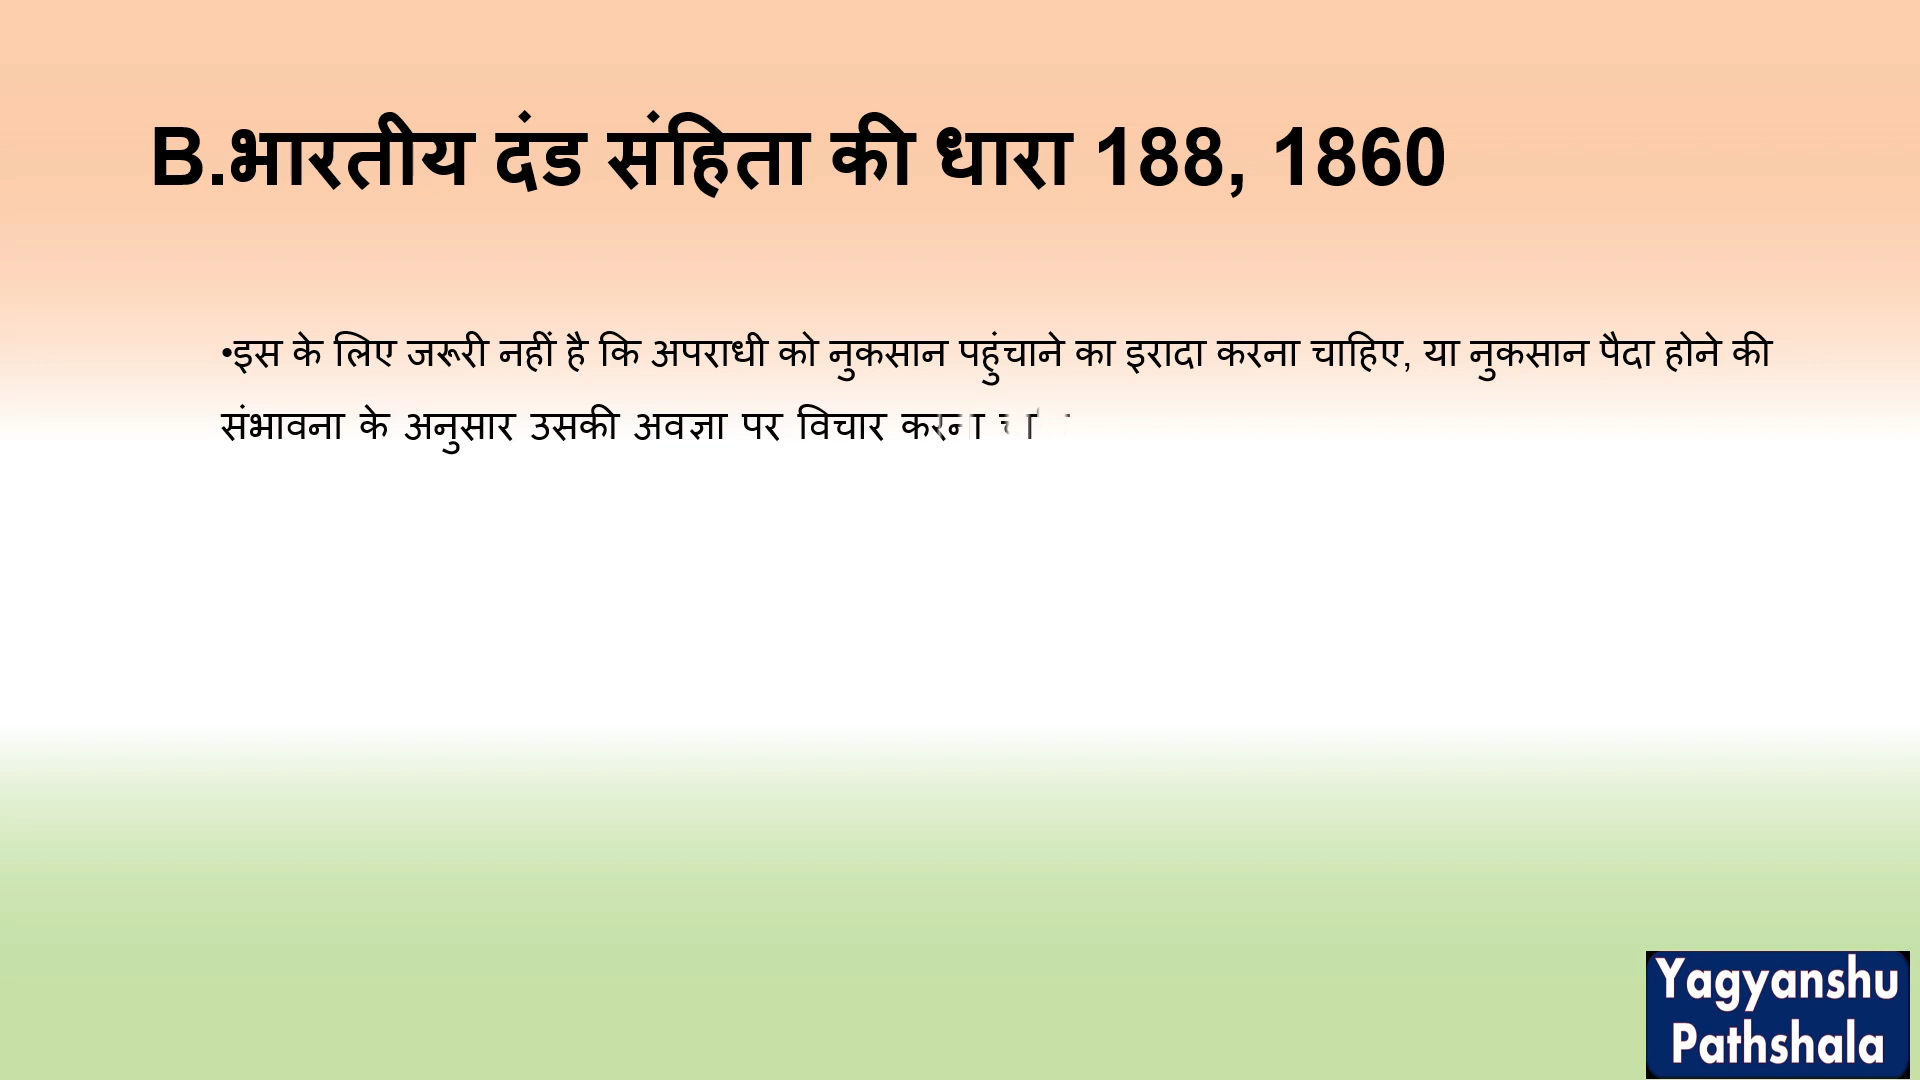 B.भारतीय दंड संहिता की धारा 188, 1860
•इस के लिए जरूरी नहीं है कि अपराधी को नुकसान पहुंचाने का इरादा करना चाहिए, या नुकसान पैदा होने की
संभावना के अनुसार उसकी अवज्ञा पर विचार करना
Yagyanshu
Pathshala